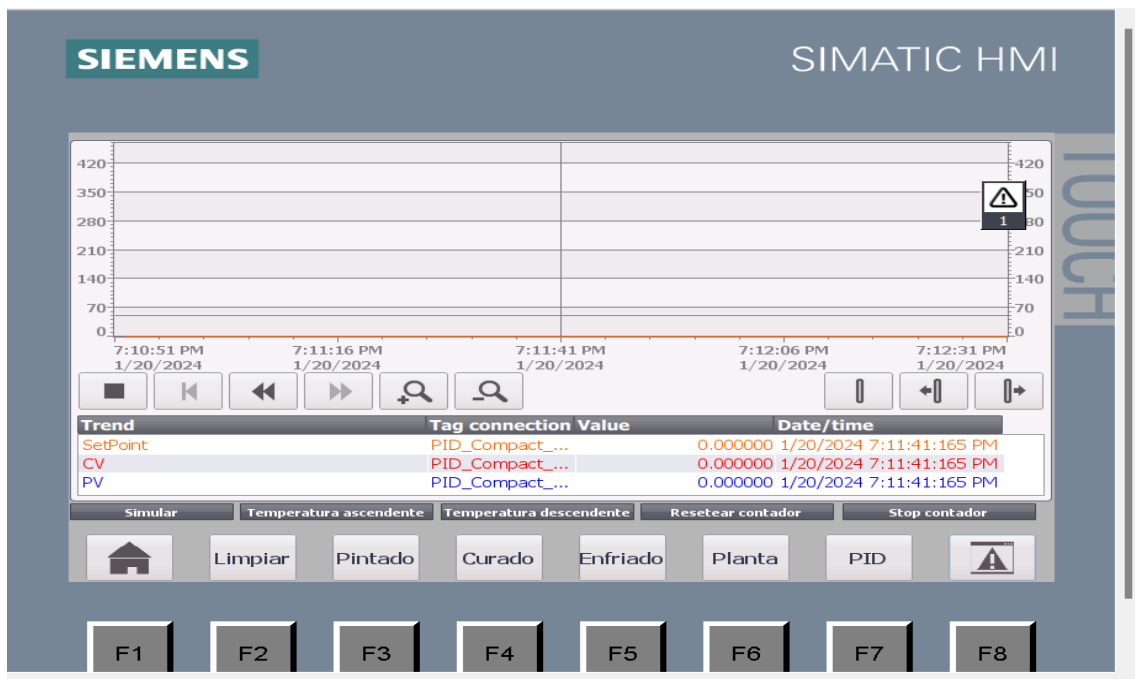 SIEMENS
SIMATIC HMI
TOUCH
420
350
280
210
140
70
0
420
50
80
210
140
70
0
1
7:10:51 PM 7:11:16 PM 7:11:41 PM 7:12:06 PM 7:12:31 PM
1/20/2024 1/20/2024 1/20/2024 1/20/2024 1/20/2024
Trend Tag connection Value Date/time
SetPoint PID_Compact_... 0.000000 1/20/2024 7:11:41:165 PM
CV PID_Compact_... 0.000000 1/20/2024 7:11:41:165 PM
PV PID_Compact_... 0.000000 1/20/2024 7:11:41:165 PM
Simular Temperatura ascendente Temperatura descendente Resetear contador Stop contador
Limpiar Pintado Curado Enfriado Planta PID
F1 F2 F3 F4 F5 F6 F7 F8